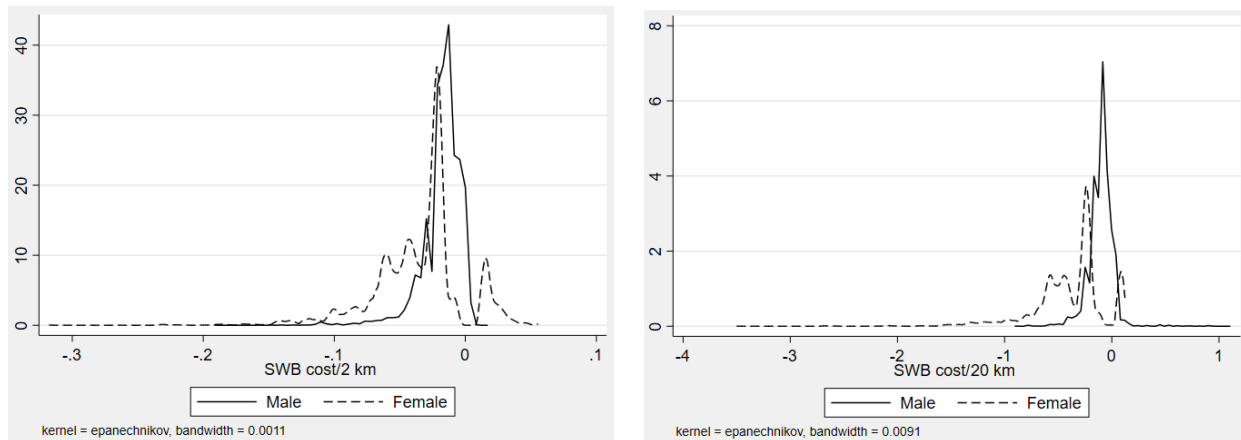 40
30
20
10
0
-.3
-.2
-.1
0
.1
SWB cost/2 km
Male
Female
kernel = epanechnikov, bandwidth = 0.0011
8
6
4
2
0
-4
-3
-2
-1
0
1
SWB cost/20 km
Male
Female
kernel = epanechnikov, bandwidth = 0.0091